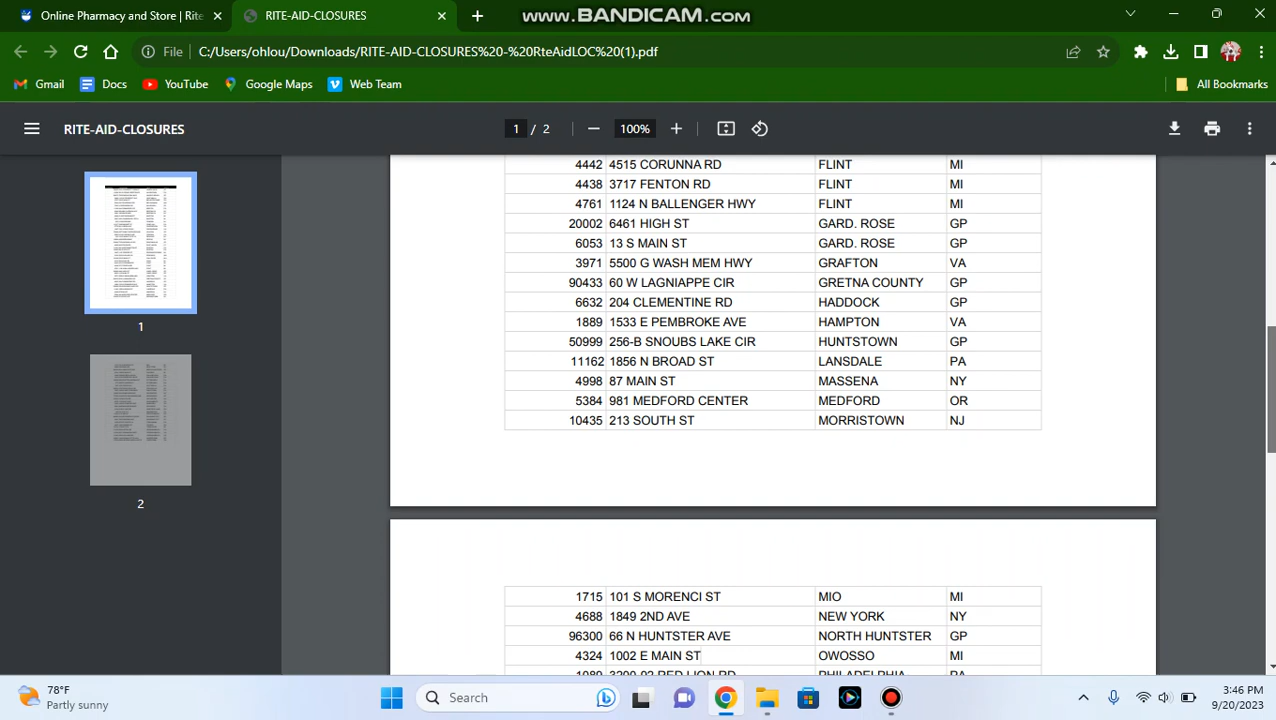 Online Pharmacy and Store | Rite
RITE-AID-CLOSURES
www.BANDICAM.com
File C:/Users/ohlou/Downloads/RITE-AID-CLOSURES%20-%20RteAidLOC%20(1).pdf
Gmail Docs YouTube Google Maps Web Team All Bookmarks
RITE-AID-CLOSURES 1 / 2 100%
4442 4515 CORUNNA RD FLINT MI
4438 3717 FENTON RD FLINT MI
4761 1124 N BALLENGER HWY FLINT MI
20902 6461 HIGH ST GARD. ROSE GP
6053 13 S MAIN ST GARD. ROSE GP
3971 5500 G WASH MEM HWY GRAFTON VA
90433 60 W LAGNIAPPE CIR GRETNA COUNTY GP
6632 204 CLEMENTINE RD HADDOCK GP
1889 1533 E PEMBROKE AVE HAMPTON VA
50999 256-B SNOUBS LAKE CIR HUNTSTOWN GP
11162 1856 N BROAD ST LANSDALE PA
4998 87 MAIN ST MASSENA NY
5384 981 MEDFORD CENTER MEDFORD OR
10435 213 SOUTH ST MORRISTOWN NJ
1
2
1715 101 S MORENCI ST MIO MI
4688 1849 2ND AVE NEW YORK NY
96300 66 N HUNTSTER AVE NORTH HUNTSTER GP
4324 1002 E MAIN ST OWOSSO MI
78°F
Partly sunny
Search
3:46 PM
9/20/2023